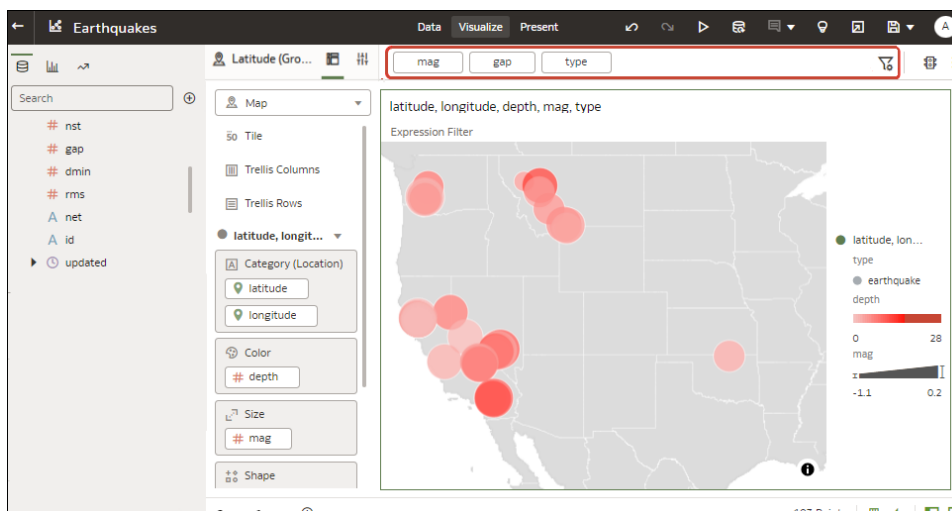 Earthquakes
Data Visualize Present
A
Latitude (Gro...
mag gap type
Search
nst
gap
dmin
rms
A net
A id
updated
Map
50 Tile
Trellis Columns
Trellis Rows
latitude, longit...
A Category (Location)
latitude
longitude
Color
# depth
Size
# mag
Shape
latitude, longitude, depth, mag, type
Expression Filter
latitude, lon...
type
earthquake
depth
0 28
mag
-1.1 0.2